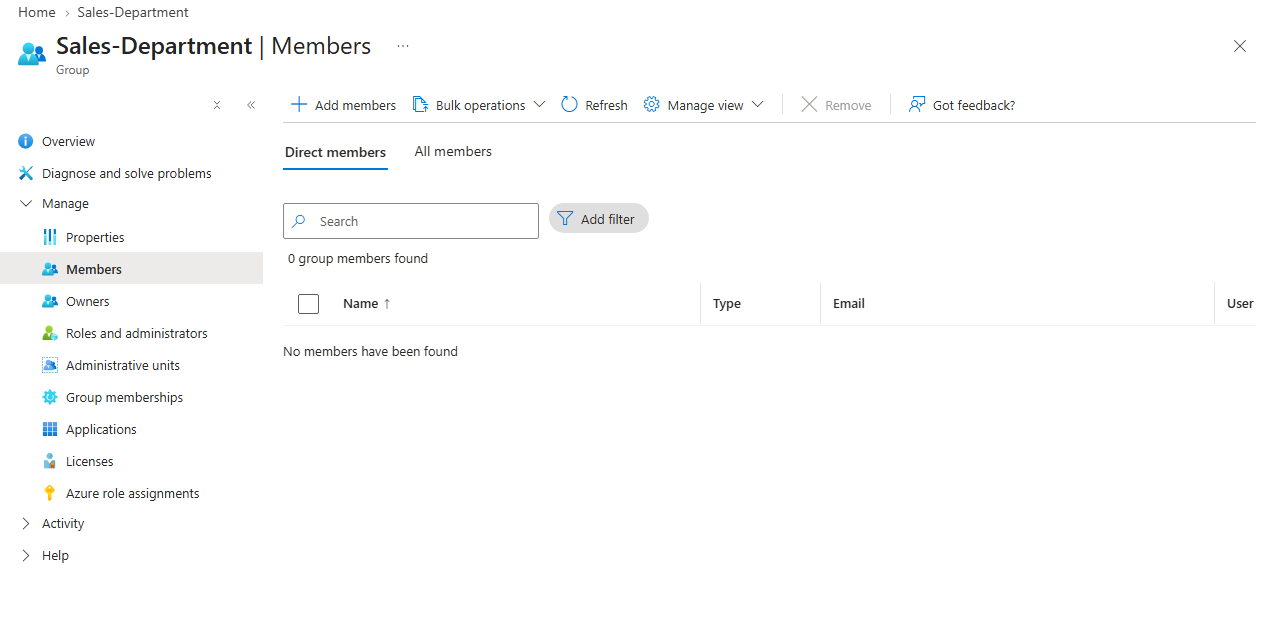 Home > Sales-Department
Sales-Department | Members ...
Group
Add members Bulk operations Refresh Manage view Remove Got feedback?
Overview
Diagnose and solve problems
Manage
Properties
Members
Owners
Roles and administrators
Administrative units
Group memberships
Applications
Licenses
Azure role assignments
Activity
Help
Direct members All members
Search Add filter
0 group members found
Name ↑ Type Email User
No members have been found